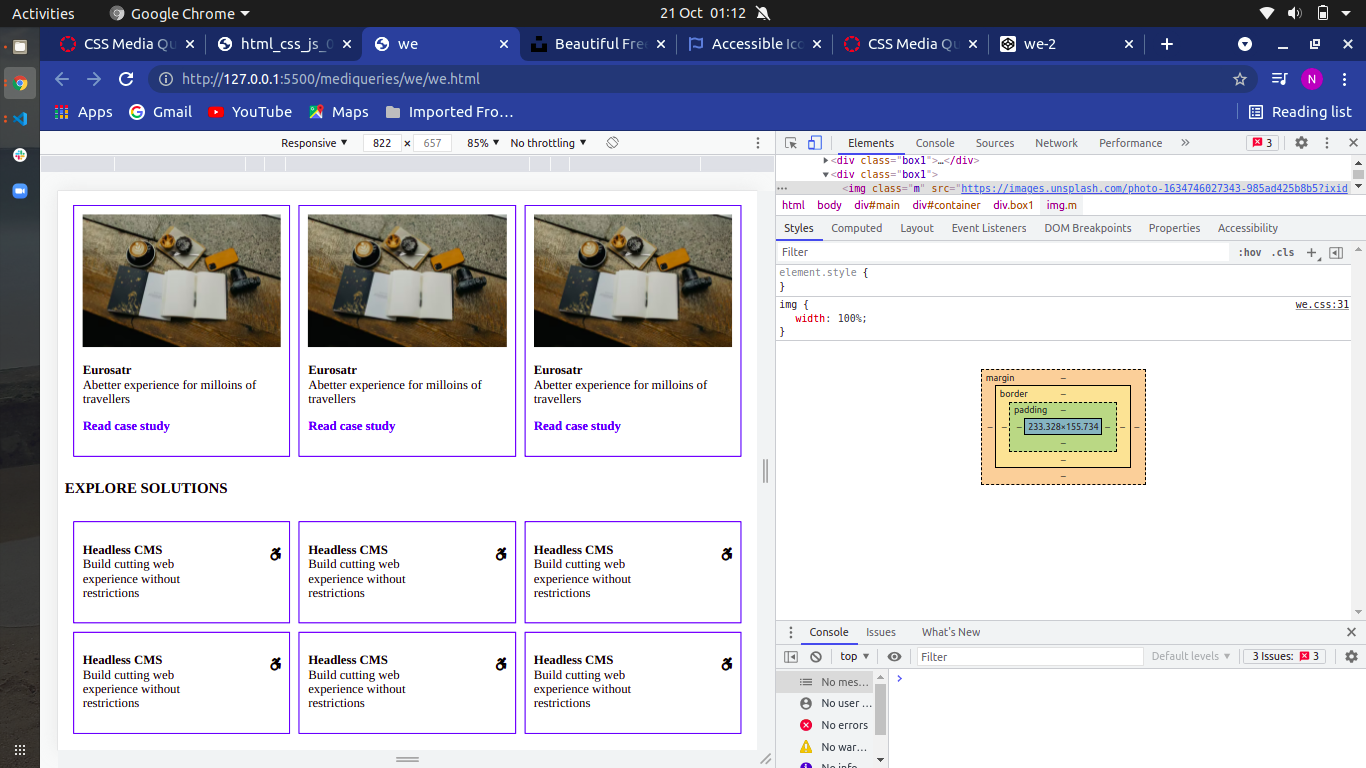 Activities
Google Chrome
21 Oct 01:12
CSS Media Qu
html_css_js_0
we
Beautiful Fre
Accessible Ico
CSS Media Qu
we-2
http://127.0.0.1:5500/mediqueries/we/we.html
N
Apps
Gmail
YouTube
Maps
Imported Fro...
Reading list
Responsive
822 × 657
85%
No throttling
Elements
Console
Sources
Network
Performance
»
3
<div class="box1">…</div>
<div class="box1">
<img class="m" src="https://images.unsplash.com/photo-1634746027343-985ad425b8b5?ixid
html body div#main div#container div.box1 img.m
Styles
Computed
Layout
Event Listeners
DOM Breakpoints
Properties
Accessibility
Filter
:hov .cls +
element.style {
}
img {
we.css:31
width: 100%;
}
margin –
border –
padding –
– – – 233.328×155.734 – – –
–
–
–
Eurosatr
Abetter experience for milloins of
travellers
Read case study
Eurosatr
Abetter experience for milloins of
travellers
Read case study
Eurosatr
Abetter experience for milloins of
travellers
Read case study
EXPLORE SOLUTIONS
Headless CMS
Build cutting web
experience without
restrictions
Headless CMS
Build cutting web
experience without
restrictions
Headless CMS
Build cutting web
experience without
restrictions
Headless CMS
Build cutting web
experience without
restrictions
Headless CMS
Build cutting web
experience without
restrictions
Headless CMS
Build cutting web
experience without
restrictions
Console
Issues
What's New
top
Filter
Default levels
3 Issues: 3
No mes...
No user ...
No errors
No war...
No info